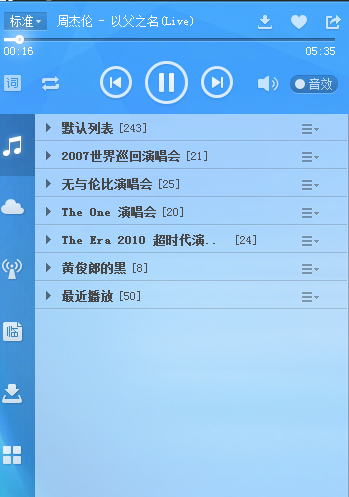 标准 周杰伦 - 以父之名(Live)
00:16 05:35
词 音效
默认列表 [243]
2007世界巡回演唱会 [21]
无与伦比演唱会 [25]
The One 演唱会 [20]
The Era 2010 超时代演.. [24]
黄俊郎的黑 [8]
最近播放 [50]
临